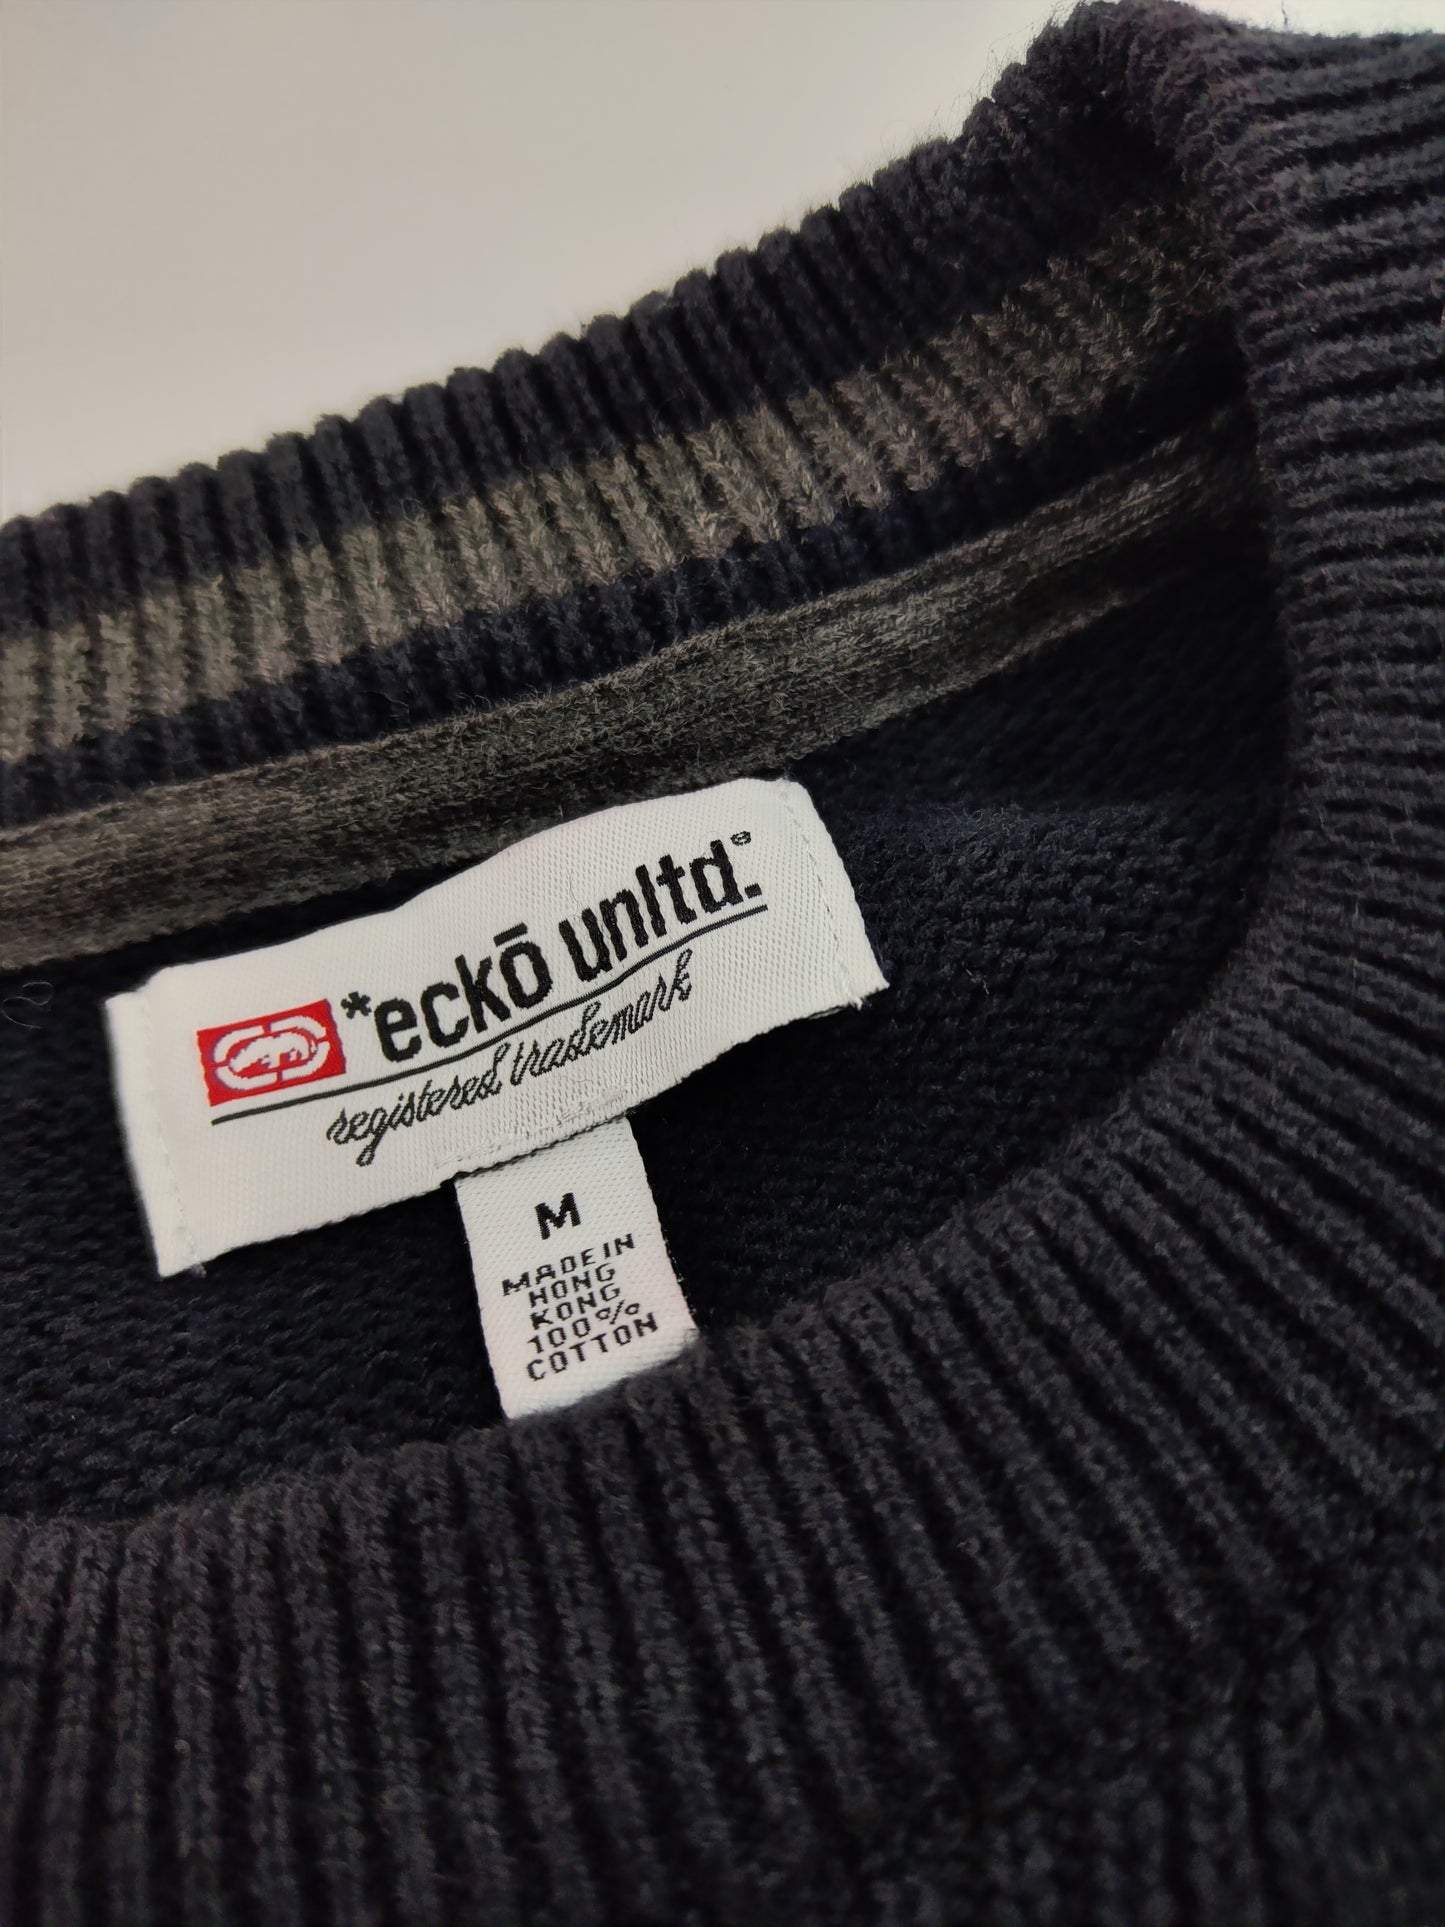 *eckō unltd.®
registered trademark
M
MADE IN
HONG
KONG
100%
COTTON